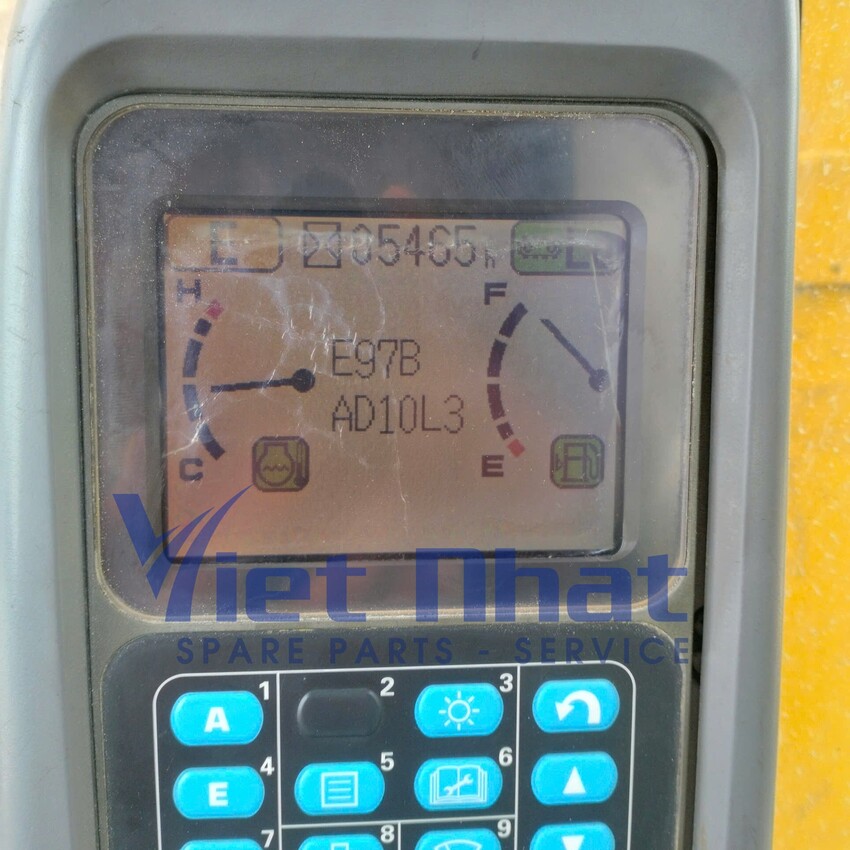 E 05465h L
H F
E97B
AD10L3
C E
Viet Nhat
SPARE PARTS - SERVICE
1 2 3
A
4 5 6
E
7 8 9